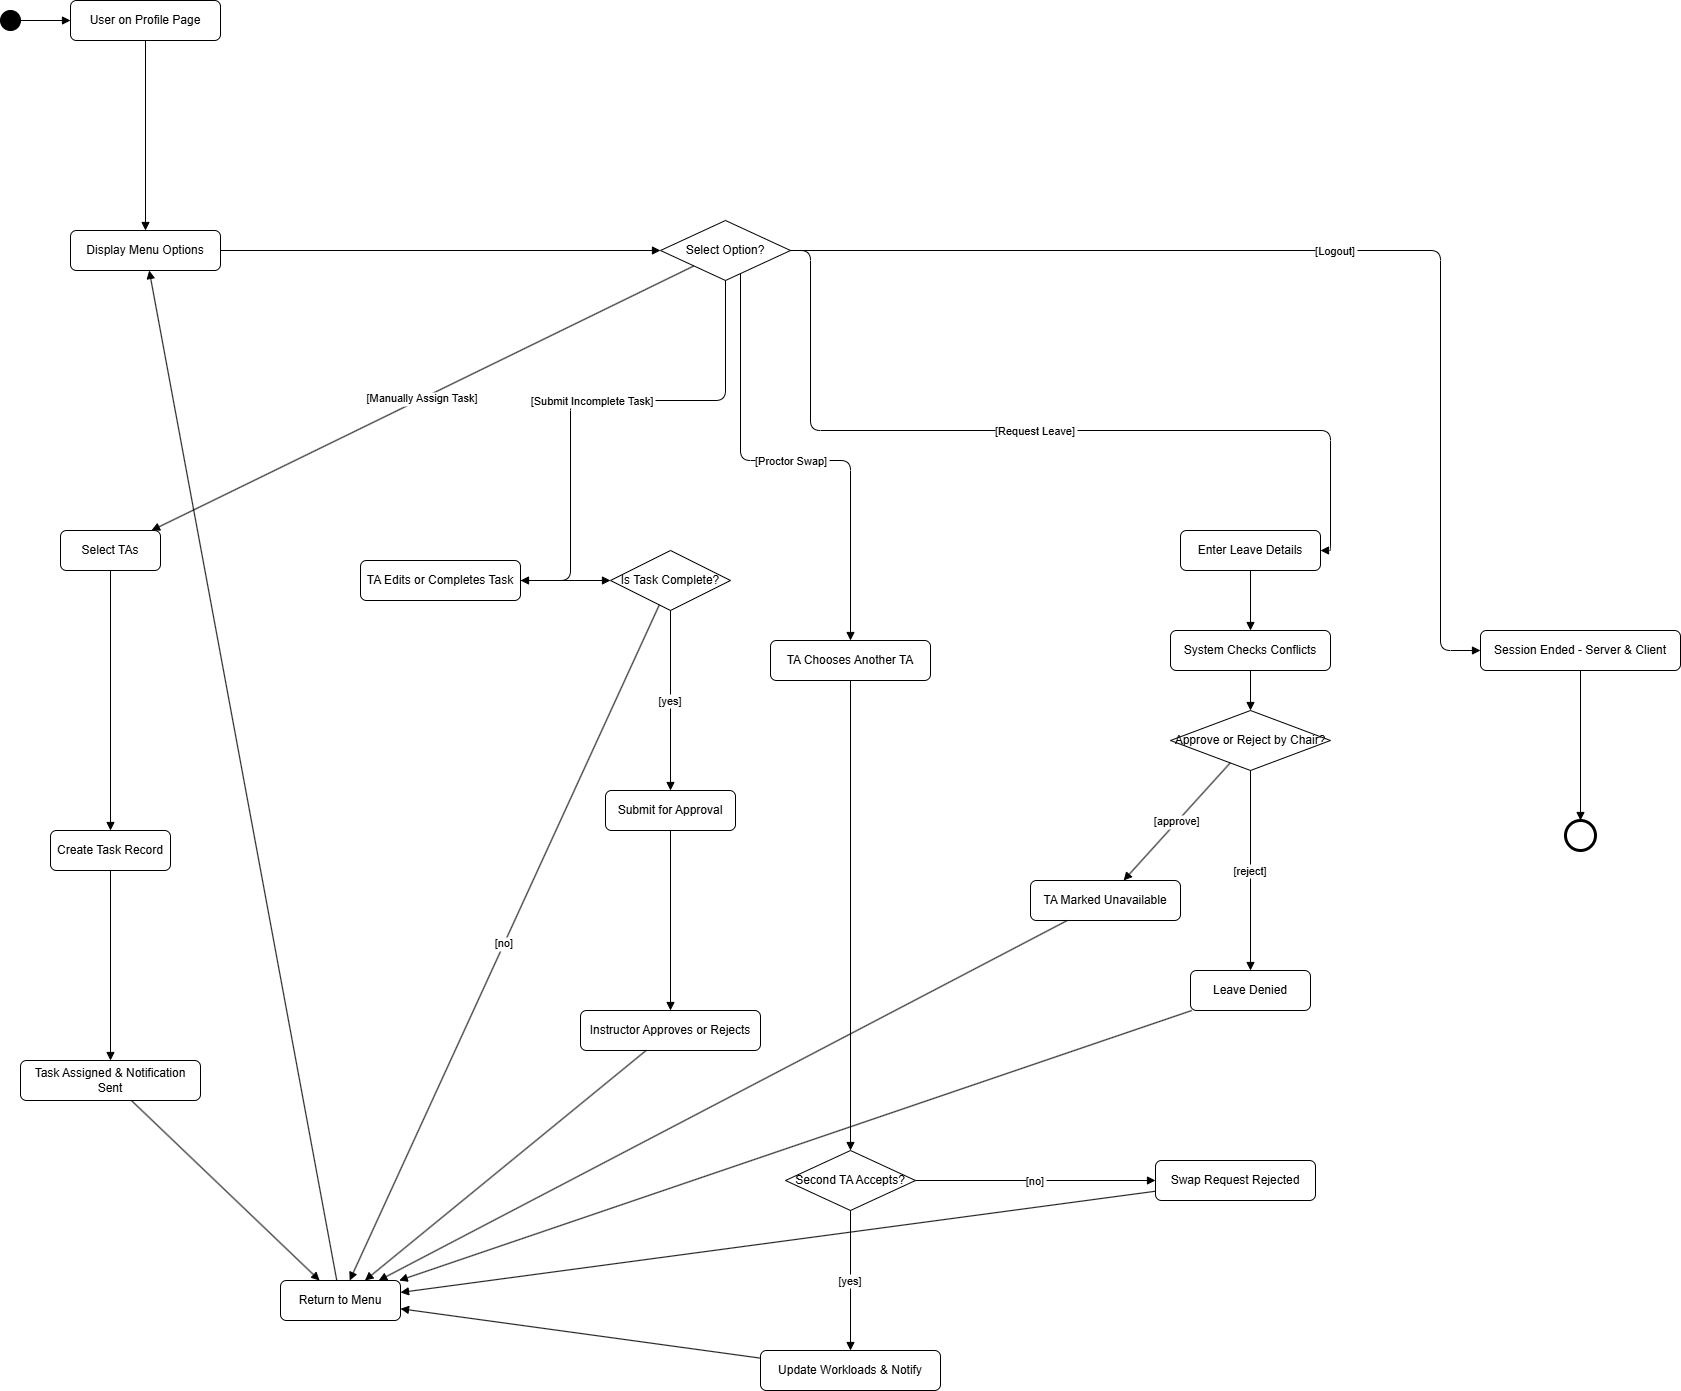 User on Profile Page
Display Menu Options
Select Option?
[Logout]
[Manually Assign Task]
[Submit Incomplete Task]
[Request Leave]
[Proctor Swap]
Select TAs
Enter Leave Details
TA Edits or Completes Task
Is Task Complete?
TA Chooses Another TA
System Checks Conflicts
Session Ended - Server & Client
[yes]
Approve or Reject by Chair?
Submit for Approval
[approve]
Create Task Record
[reject]
TA Marked Unavailable
[no]
Leave Denied
Instructor Approves or Rejects
Task Assigned & Notification
Sent
Second TA Accepts?
[no]
Swap Request Rejected
[yes]
Return to Menu
Update Workloads & Notify